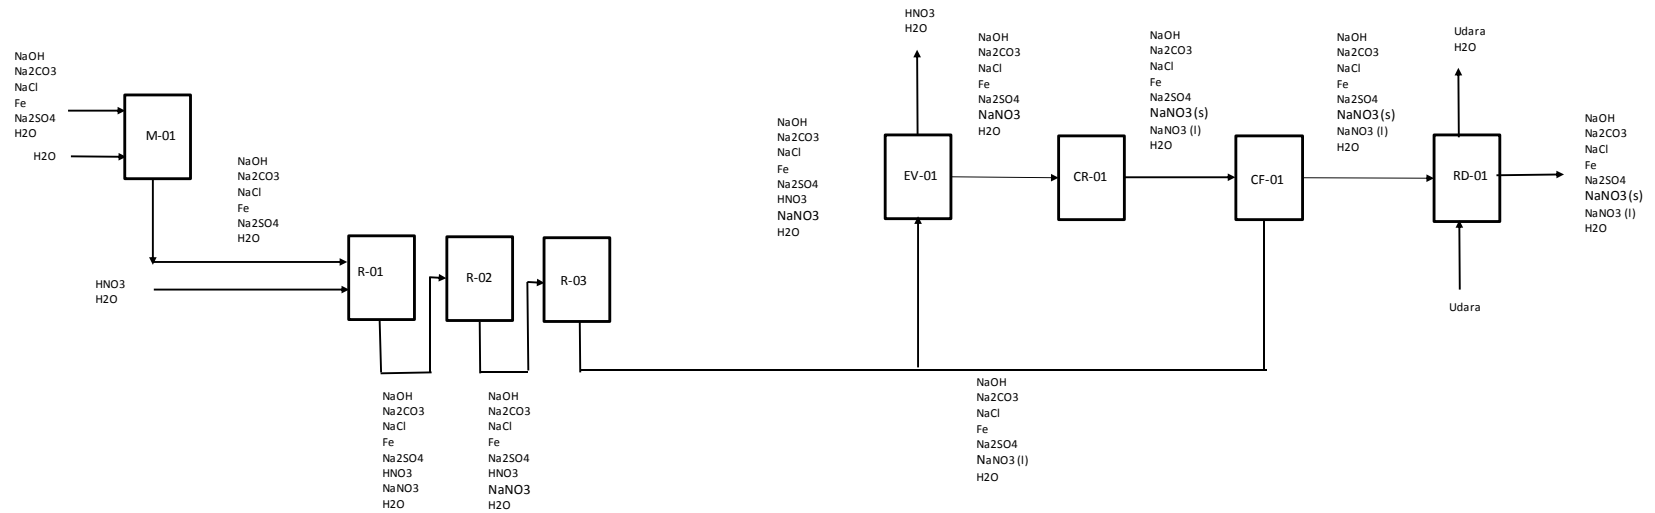 NaOH
Na2CO3
NaCl
Fe
Na2SO4
H2O
H2O
M-01
NaOH
Na2CO3
NaCl
Fe
Na2SO4
H2O
HNO3
H2O
R-01
R-02
R-03
NaOH
Na2CO3
NaCl
Fe
Na2SO4
HNO3
NaNO3
H2O
NaOH
Na2CO3
NaCl
Fe
Na2SO4
HNO3
NaNO3
H2O
NaOH
Na2CO3
NaCl
Fe
Na2SO4
HNO3
NaNO3
H2O
HNO3
H2O
EV-01
NaOH
Na2CO3
NaCl
Fe
Na2SO4
NaNO3
H2O
CR-01
NaOH
Na2CO3
NaCl
Fe
Na2SO4
NaNO3 (s)
NaNO3 (l)
H2O
CF-01
NaOH
Na2CO3
NaCl
Fe
Na2SO4
NaNO3 (l)
H2O
NaOH
Na2CO3
NaCl
Fe
Na2SO4
NaNO3 (s)
NaNO3 (l)
H2O
Udara
H2O
RD-01
Udara
NaOH
Na2CO3
NaCl
Fe
Na2SO4
NaNO3 (s)
NaNO3 (l)
H2O